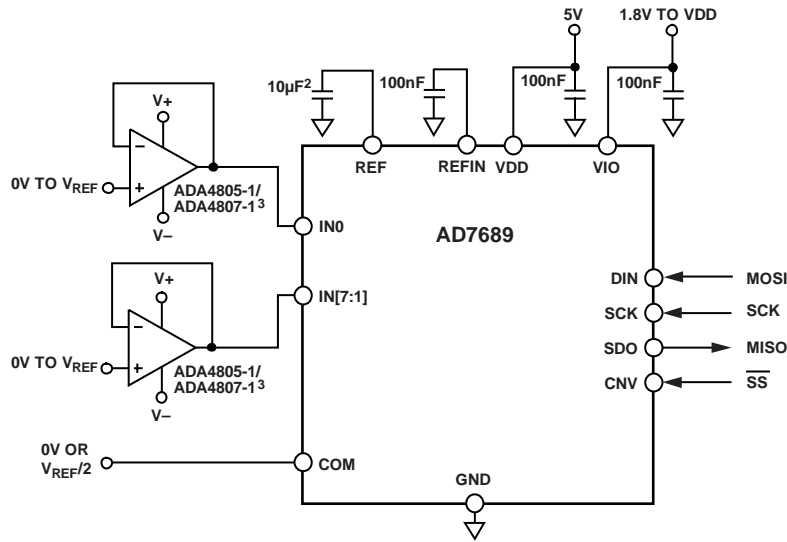 5V
1.8V TO VDD
10µF2
100nF
100nF
100nF
V+
−
+
0V TO VREF
ADA4805-1/
ADA4807-13
V−
REF
REFIN
VDD
VIO
IN0
AD7689
V+
−
+
0V TO VREF
ADA4805-1/
ADA4807-13
V−
IN[7:1]
DIN
MOSI
SCK
SCK
SDO
MISO
CNV
SS
0V OR
VREF/2
COM
GND